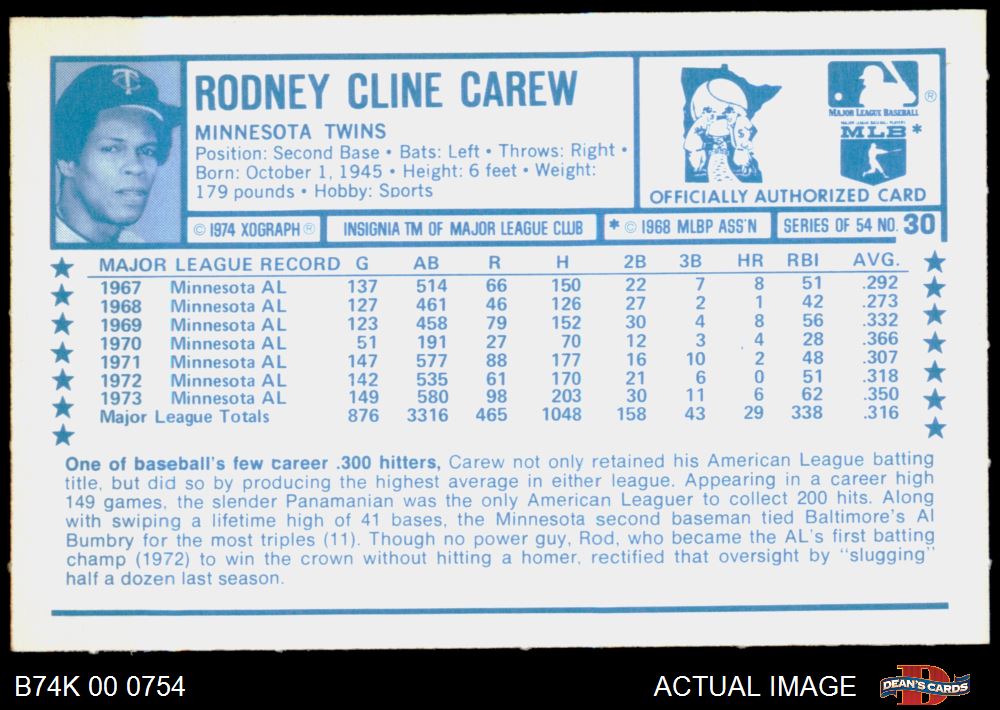 RODNEY CLINE CAREW
MINNESOTA TWINS
Position: Second Base • Bats: Left • Throws: Right •
Born: October 1, 1945 • Height: 6 feet • Weight:
179 pounds • Hobby: Sports
® MAJOR LEAGUE BASEBALL
MAJOR LEAGUE BASEBALL PLAYERS
MLB*
OFFICIALLY AUTHORIZED CARD
© 1974 XOGRAPH®
INSIGNIA TM OF MAJOR LEAGUE CLUB
* © 1968 MLBP ASS'N
SERIES OF 54 NO. 30
MAJOR LEAGUE RECORD G AB R H 2B 3B HR RBI AVG.
1967 Minnesota AL 137 514 66 150 22 7 8 51 .292
1968 Minnesota AL 127 461 46 126 27 2 1 42 .273
1969 Minnesota AL 123 458 79 152 30 4 8 56 .332
1970 Minnesota AL 51 191 27 70 12 3 4 28 .366
1971 Minnesota AL 147 577 88 177 16 10 2 48 .307
1972 Minnesota AL 142 535 61 170 21 6 0 51 .318
1973 Minnesota AL 149 580 98 203 30 11 6 62 .350
Major League Totals 876 3316 465 1048 158 43 29 338 .316
One of baseball's few career .300 hitters, Carew not only retained his American League batting
title, but did so by producing the highest average in either league. Appearing in a career high
149 games, the slender Panamanian was the only American Leaguer to collect 200 hits. Along
with swiping a lifetime high of 41 bases, the Minnesota second baseman tied Baltimore's Al
Bumbry for the most triples (11). Though no power guy, Rod, who became the AL's first batting
champ (1972) to win the crown without hitting a homer, rectified that oversight by "slugging"
half a dozen last season.
B74K 00 0754
ACTUAL IMAGE
DEAN'S CARDS